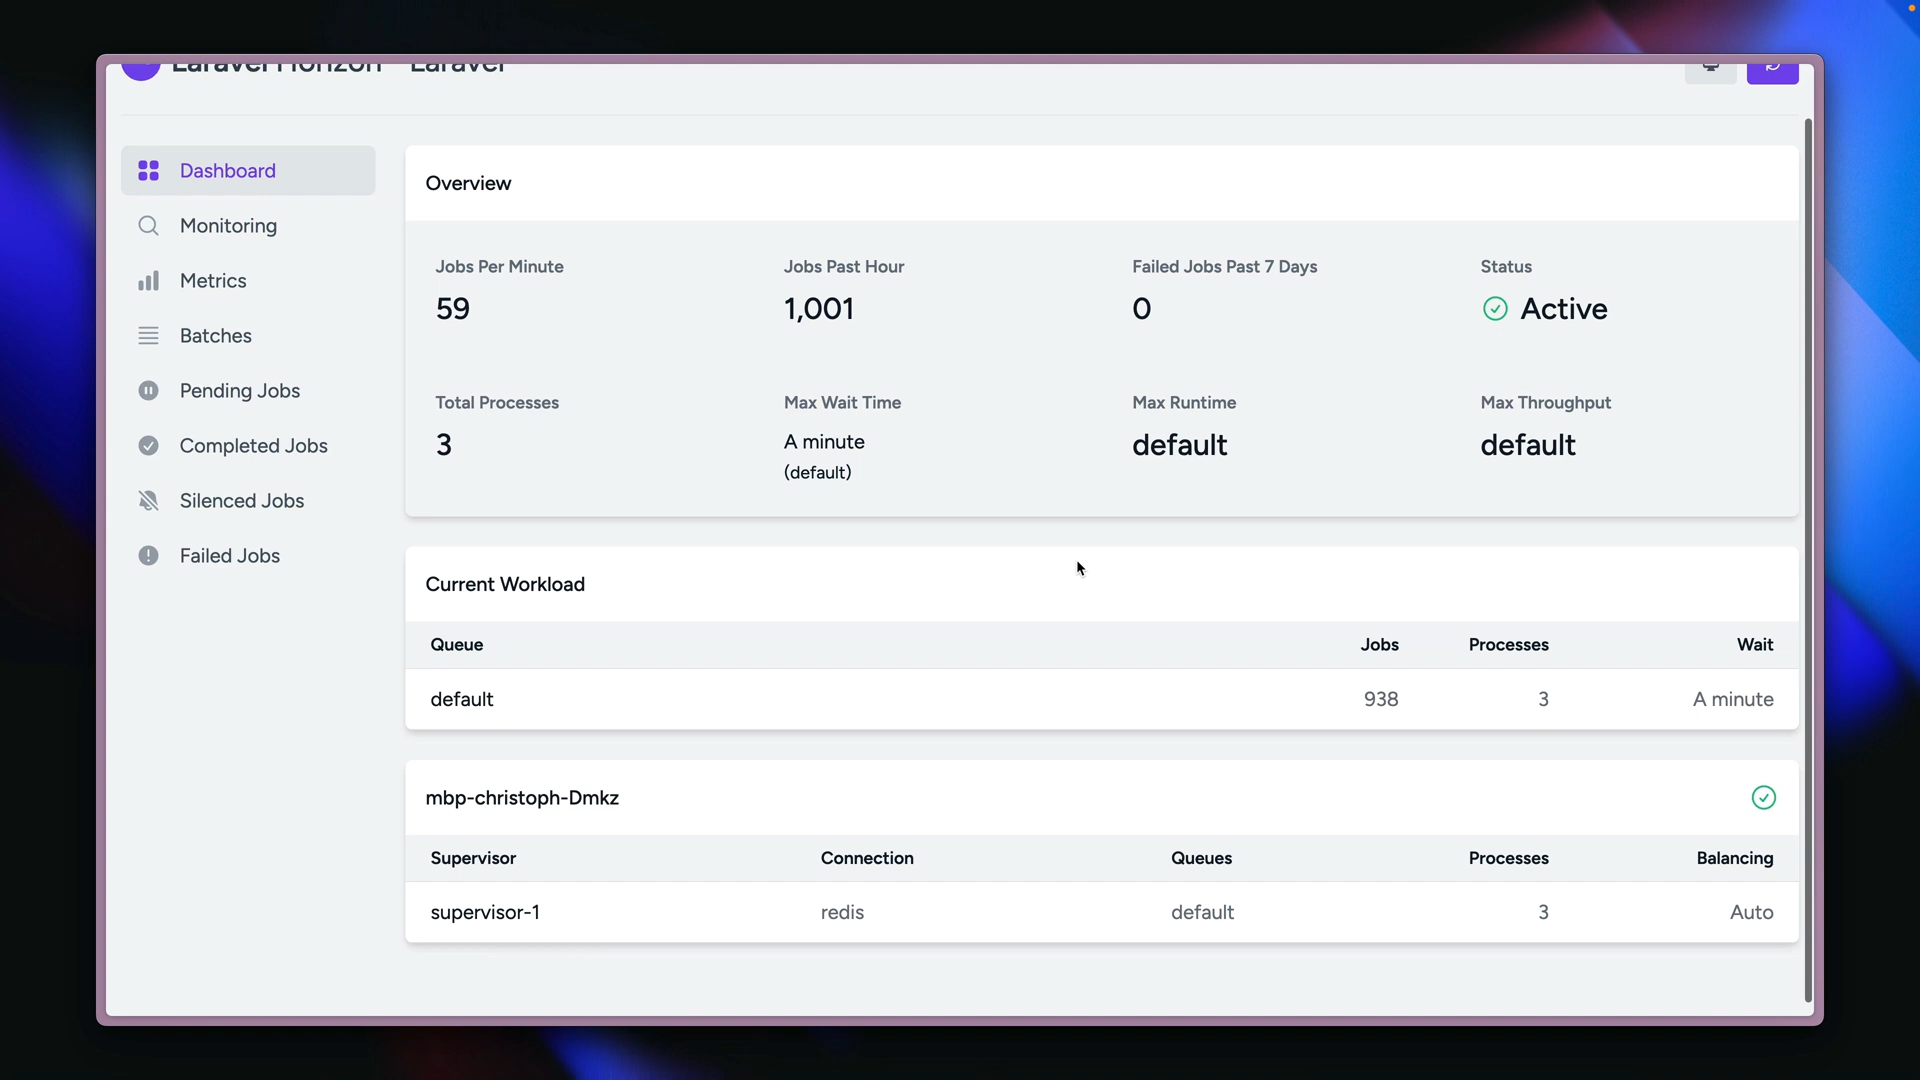 Laravel Horizon - Laravel
Dashboard
Monitoring
Metrics
Batches
Pending Jobs
Completed Jobs
Silenced Jobs
Failed Jobs
Overview
Jobs Per Minute
59
Jobs Past Hour
1,001
Failed Jobs Past 7 Days
0
Status
Active
Total Processes
3
Max Wait Time
A minute
(default)
Max Runtime
default
Max Throughput
default
Current Workload
Queue Jobs Processes Wait
default 938 3 A minute
mbp-christoph-Dmkz
Supervisor Connection Queues Processes Balancing
supervisor-1 redis default 3 Auto